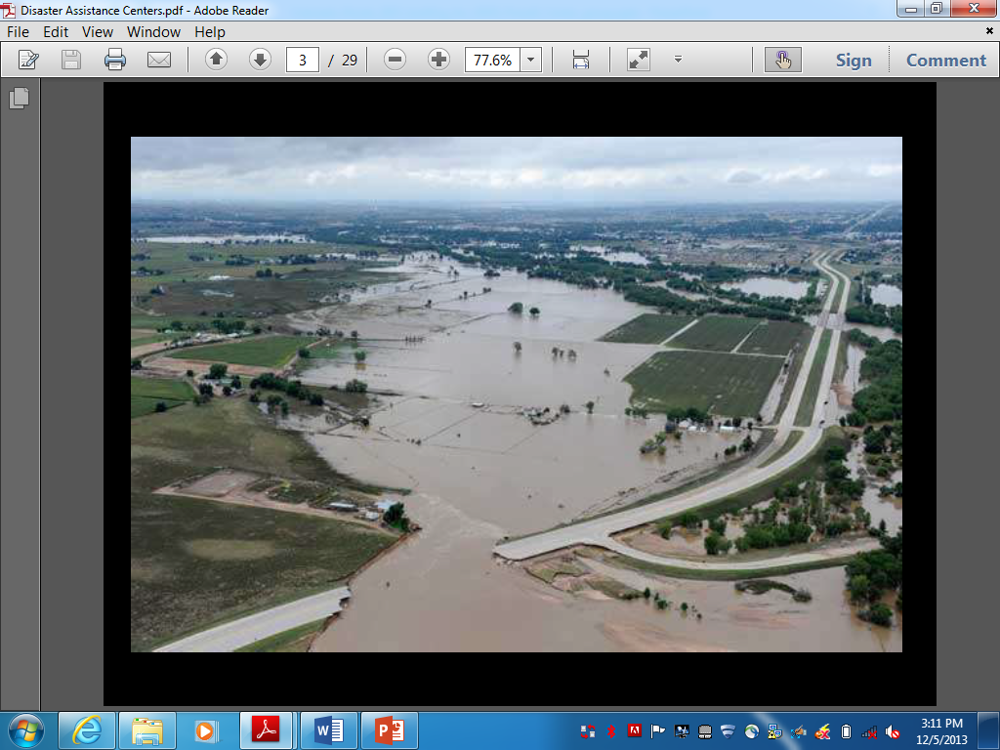 Disaster Assistance Centers.pdf - Adobe Reader
File Edit View Window Help
3 / 29 77.6% Sign Comment
3:11 PM
12/5/2013